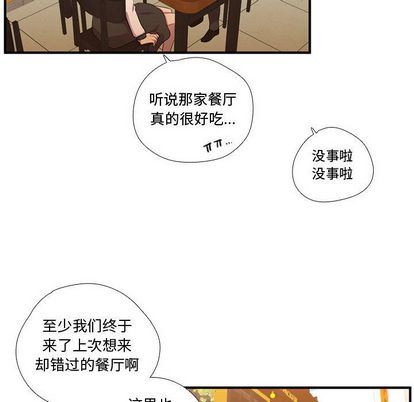 听说那家餐厅
真的很好吃...
ㅠㅠ...
没事啦
没事啦
至少我们终于
来了上次想来
却错过的餐厅啊